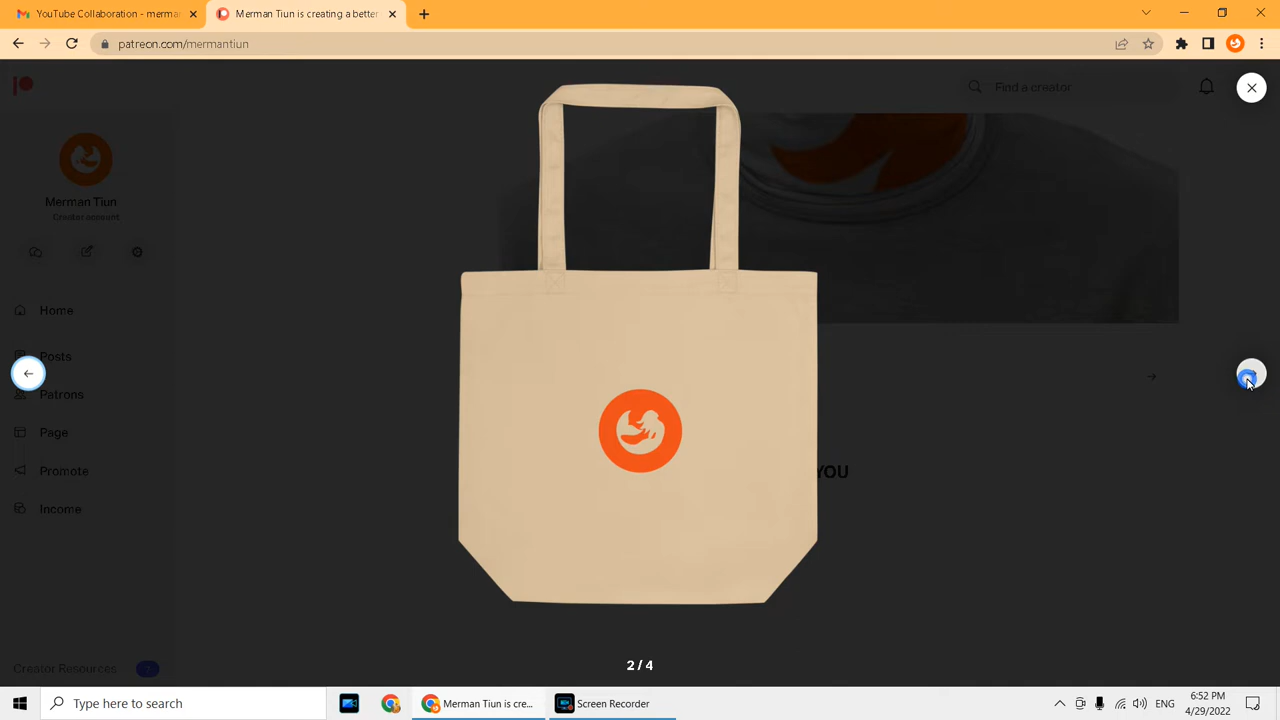 YouTube Collaboration - merma
Merman Tiun is creating a better
patreon.com/mermantiun
Find a creator
Merman Tiun
Creator account
Home
Posts
Patrons
Page
Promote
Income
YOU
Creator Resources
2 / 4
Type here to search
Merman Tiun is cre...
Screen Recorder
ENG
6:52 PM
4/29/2022